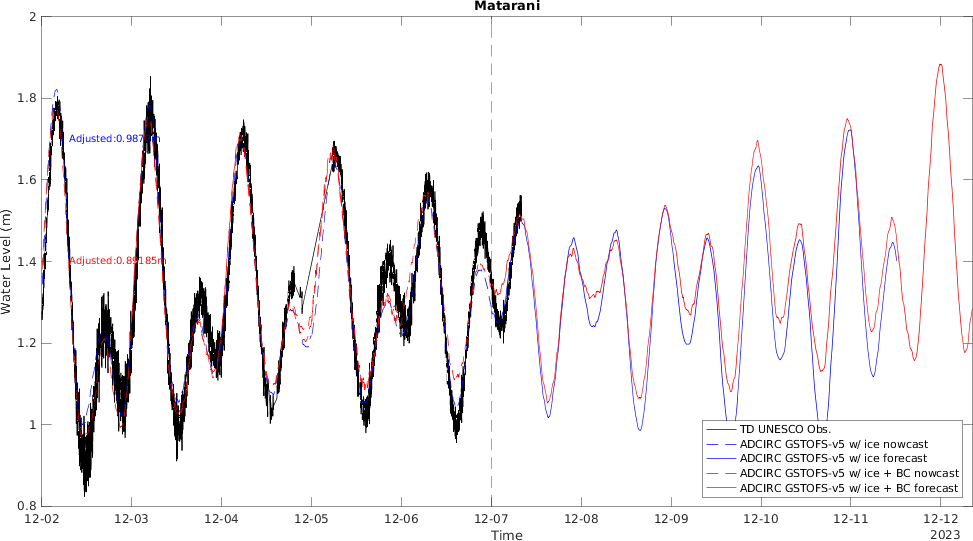 Matarani
2
1.8
1.6
1.4
1.2
1
0.8
Water Level (m)
Adjusted:0.987
Adjusted:0.89185m
12-02
12-03
12-04
12-05
12-06
12-07
12-08
12-09
12-10
12-11
12-12
2023
Time
TD UNESCO Obs.
ADCIRC GSTOFS-v5 w/ ice nowcast
ADCIRC GSTOFS-v5 w/ ice forecast
ADCIRC GSTOFS-v5 w/ ice + BC nowcast
ADCIRC GSTOFS-v5 w/ ice + BC forecast